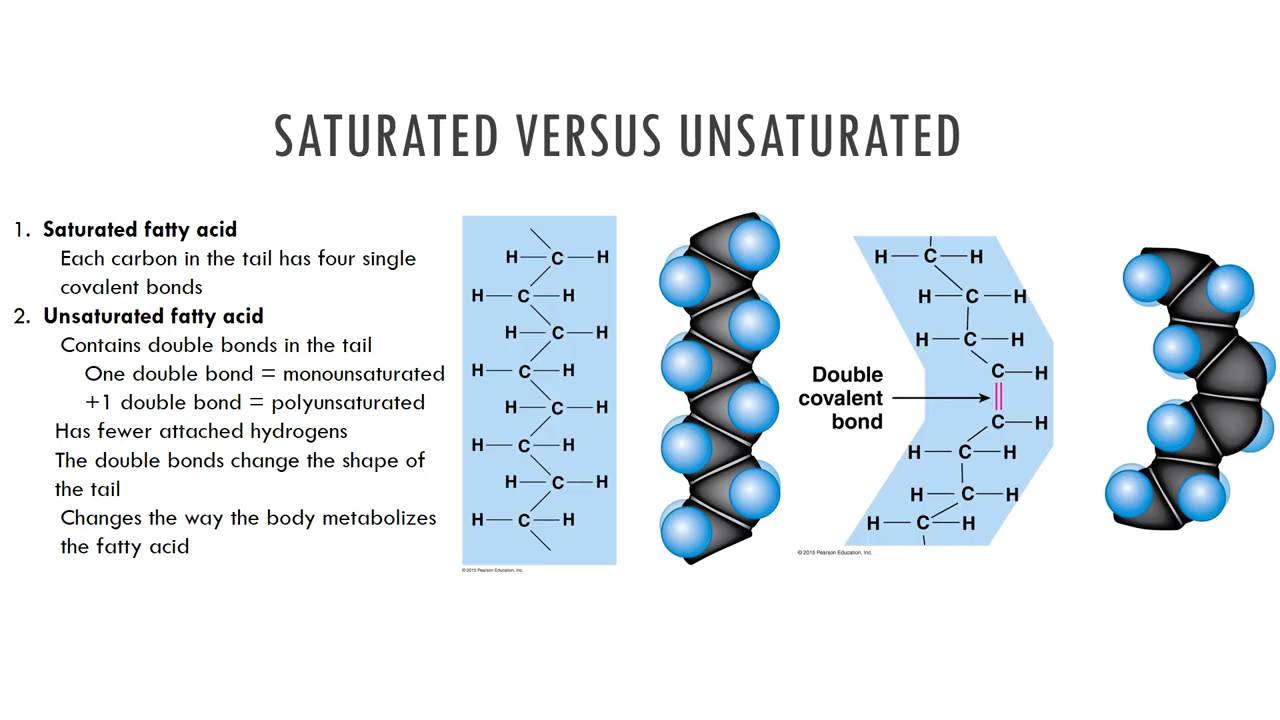 SATURATED VERSUS UNSATURATED
1. Saturated fatty acid
Each carbon in the tail has four single
covalent bonds
2. Unsaturated fatty acid
Contains double bonds in the tail
One double bond = monounsaturated
+1 double bond = polyunsaturated
Has fewer attached hydrogens
The double bonds change the shape of
the tail
Changes the way the body metabolizes
the fatty acid
H C H
H C H
H C H
H C H
H C H
H C H
H C H
H C H
© 2015 Pearson Education, Inc.
H C H
H C H
H C H
C H
Double
covalent
bond
C H
H C H
H C H
H C H
© 2015 Pearson Education, Inc.